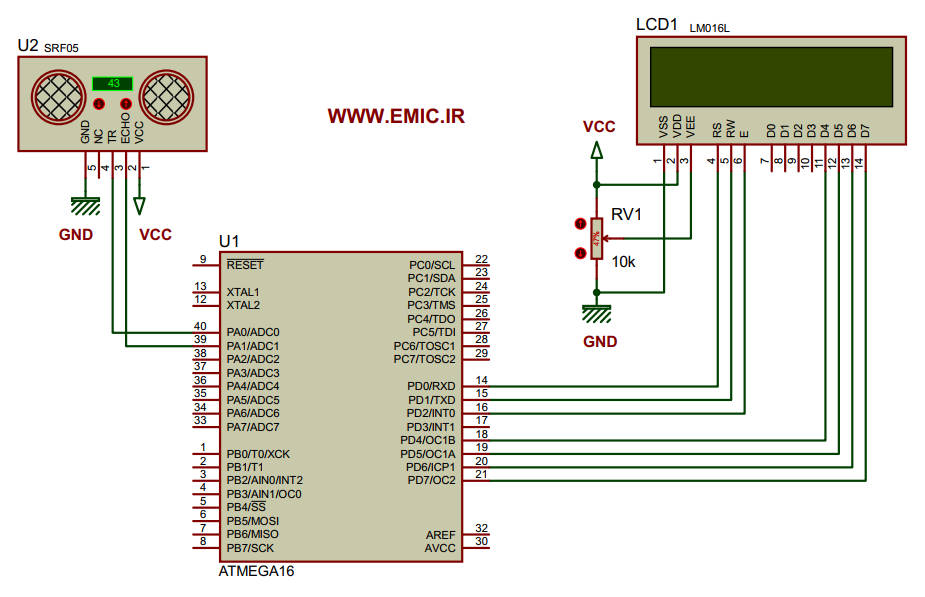 U2 SRF05
43
GND
NC
TR
ECHO
VCC
5
4
3
2
1
GND
VCC
WWW.EMIC.IR
LCD1 LM016L
VSS
VDD
VEE
RS
RW
E
D0
D1
D2
D3
D4
D5
D6
D7
1
2
3
4
5
6
7
8
9
10
11
12
13
14
VCC
RV1
47%
10k
GND
U1
9 RESET
13 XTAL1
12 XTAL2
40 PA0/ADC0
39 PA1/ADC1
38 PA2/ADC2
37 PA3/ADC3
36 PA4/ADC4
35 PA5/ADC5
34 PA6/ADC6
33 PA7/ADC7
1 PB0/T0/XCK
2 PB1/T1
3 PB2/AIN0/INT2
4 PB3/AIN1/OC0
5 PB4/SS
6 PB5/MOSI
7 PB6/MISO
8 PB7/SCK
PC0/SCL 22
PC1/SDA 23
PC2/TCK 24
PC3/TMS 25
PC4/TDO 26
PC5/TDI 27
PC6/TOSC1 28
PC7/TOSC2 29
PD0/RXD 14
PD1/TXD 15
PD2/INT0 16
PD3/INT1 17
PD4/OC1B 18
PD5/OC1A 19
PD6/ICP1 20
PD7/OC2 21
AREF 32
AVCC 30
ATMEGA16